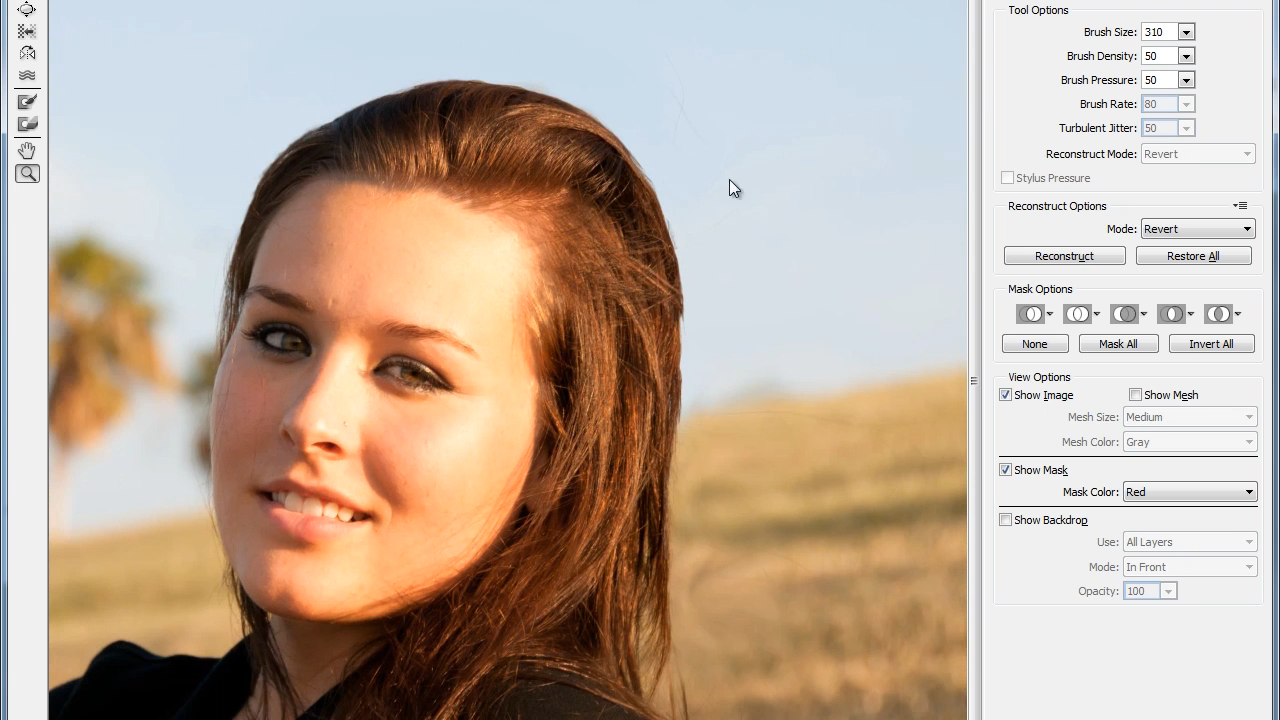 Tool Options
Brush Size: 310
Brush Density: 50
Brush Pressure: 50
Brush Rate: 80
Turbulent Jitter: 50
Reconstruct Mode: Revert
Stylus Pressure
Reconstruct Options
Mode: Revert
Reconstruct Restore All
Mask Options
None Mask All Invert All
View Options
Show Image Show Mesh
Mesh Size: Medium
Mesh Color: Gray
Show Mask
Mask Color: Red
Show Backdrop
Use: All Layers
Mode: In Front
Opacity: 100